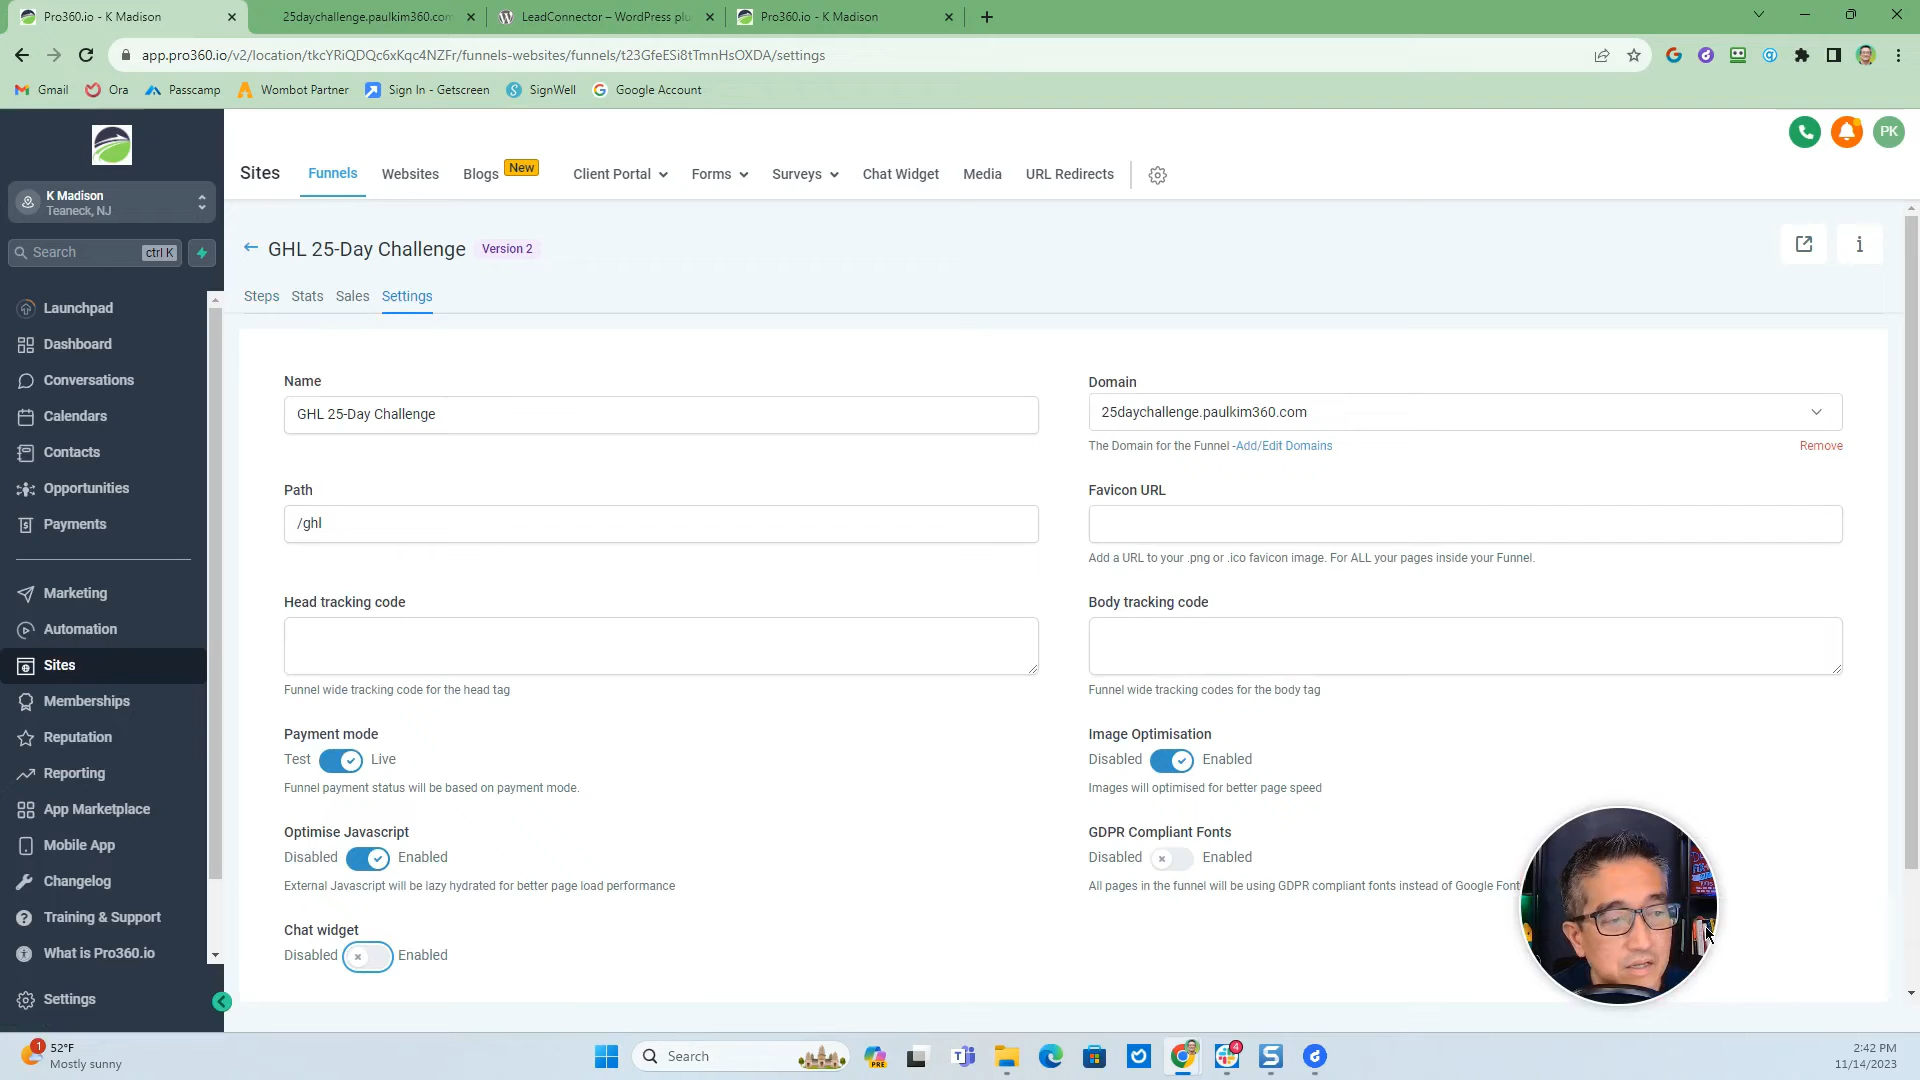 Pro360.io - K Madison
25daychallenge.paulkim360.com
LeadConnector – WordPress plu
Pro360.io - K Madison
app.pro360.io/v2/location/tkcYRiQDQc6xKqc4NZFr/funnels-websites/funnels/t23GfeESi8tTmnHsOXDA/settings
Gmail
Ora
Passcamp
Wombot Partner
Sign In - Getscreen
SignWell
Google Account
K Madison
Teaneck, NJ
Search
ctrl K
Launchpad
Dashboard
Conversations
Calendars
Contacts
Opportunities
Payments
Marketing
Automation
Sites
Memberships
Reputation
Reporting
App Marketplace
Mobile App
Changelog
Training & Support
What is Pro360.io
Settings
PK
Sites
Funnels
Websites
Blogs
New
Client Portal
Forms
Surveys
Chat Widget
Media
URL Redirects
GHL 25-Day Challenge
Version 2
Steps
Stats
Sales
Settings
Name
GHL 25-Day Challenge
Domain
25daychallenge.paulkim360.com
The Domain for the Funnel -Add/Edit Domains
Remove
Path
/ghl
Favicon URL
Add a URL to your .png or .ico favicon image. For ALL your pages inside your Funnel.
Head tracking code
Funnel wide tracking code for the head tag
Body tracking code
Funnel wide tracking codes for the body tag
Payment mode
Test
Live
Funnel payment status will be based on payment mode.
Image Optimisation
Disabled
Enabled
Images will optimised for better page speed
Optimise Javascript
Disabled
Enabled
External Javascript will be lazy hydrated for better page load performance
GDPR Compliant Fonts
Disabled
Enabled
All pages in the funnel will be using GDPR compliant fonts instead of Google Font
Chat widget
Disabled
Enabled
1
52°F
Mostly sunny
Search
PRE
4
2:42 PM
11/14/2023